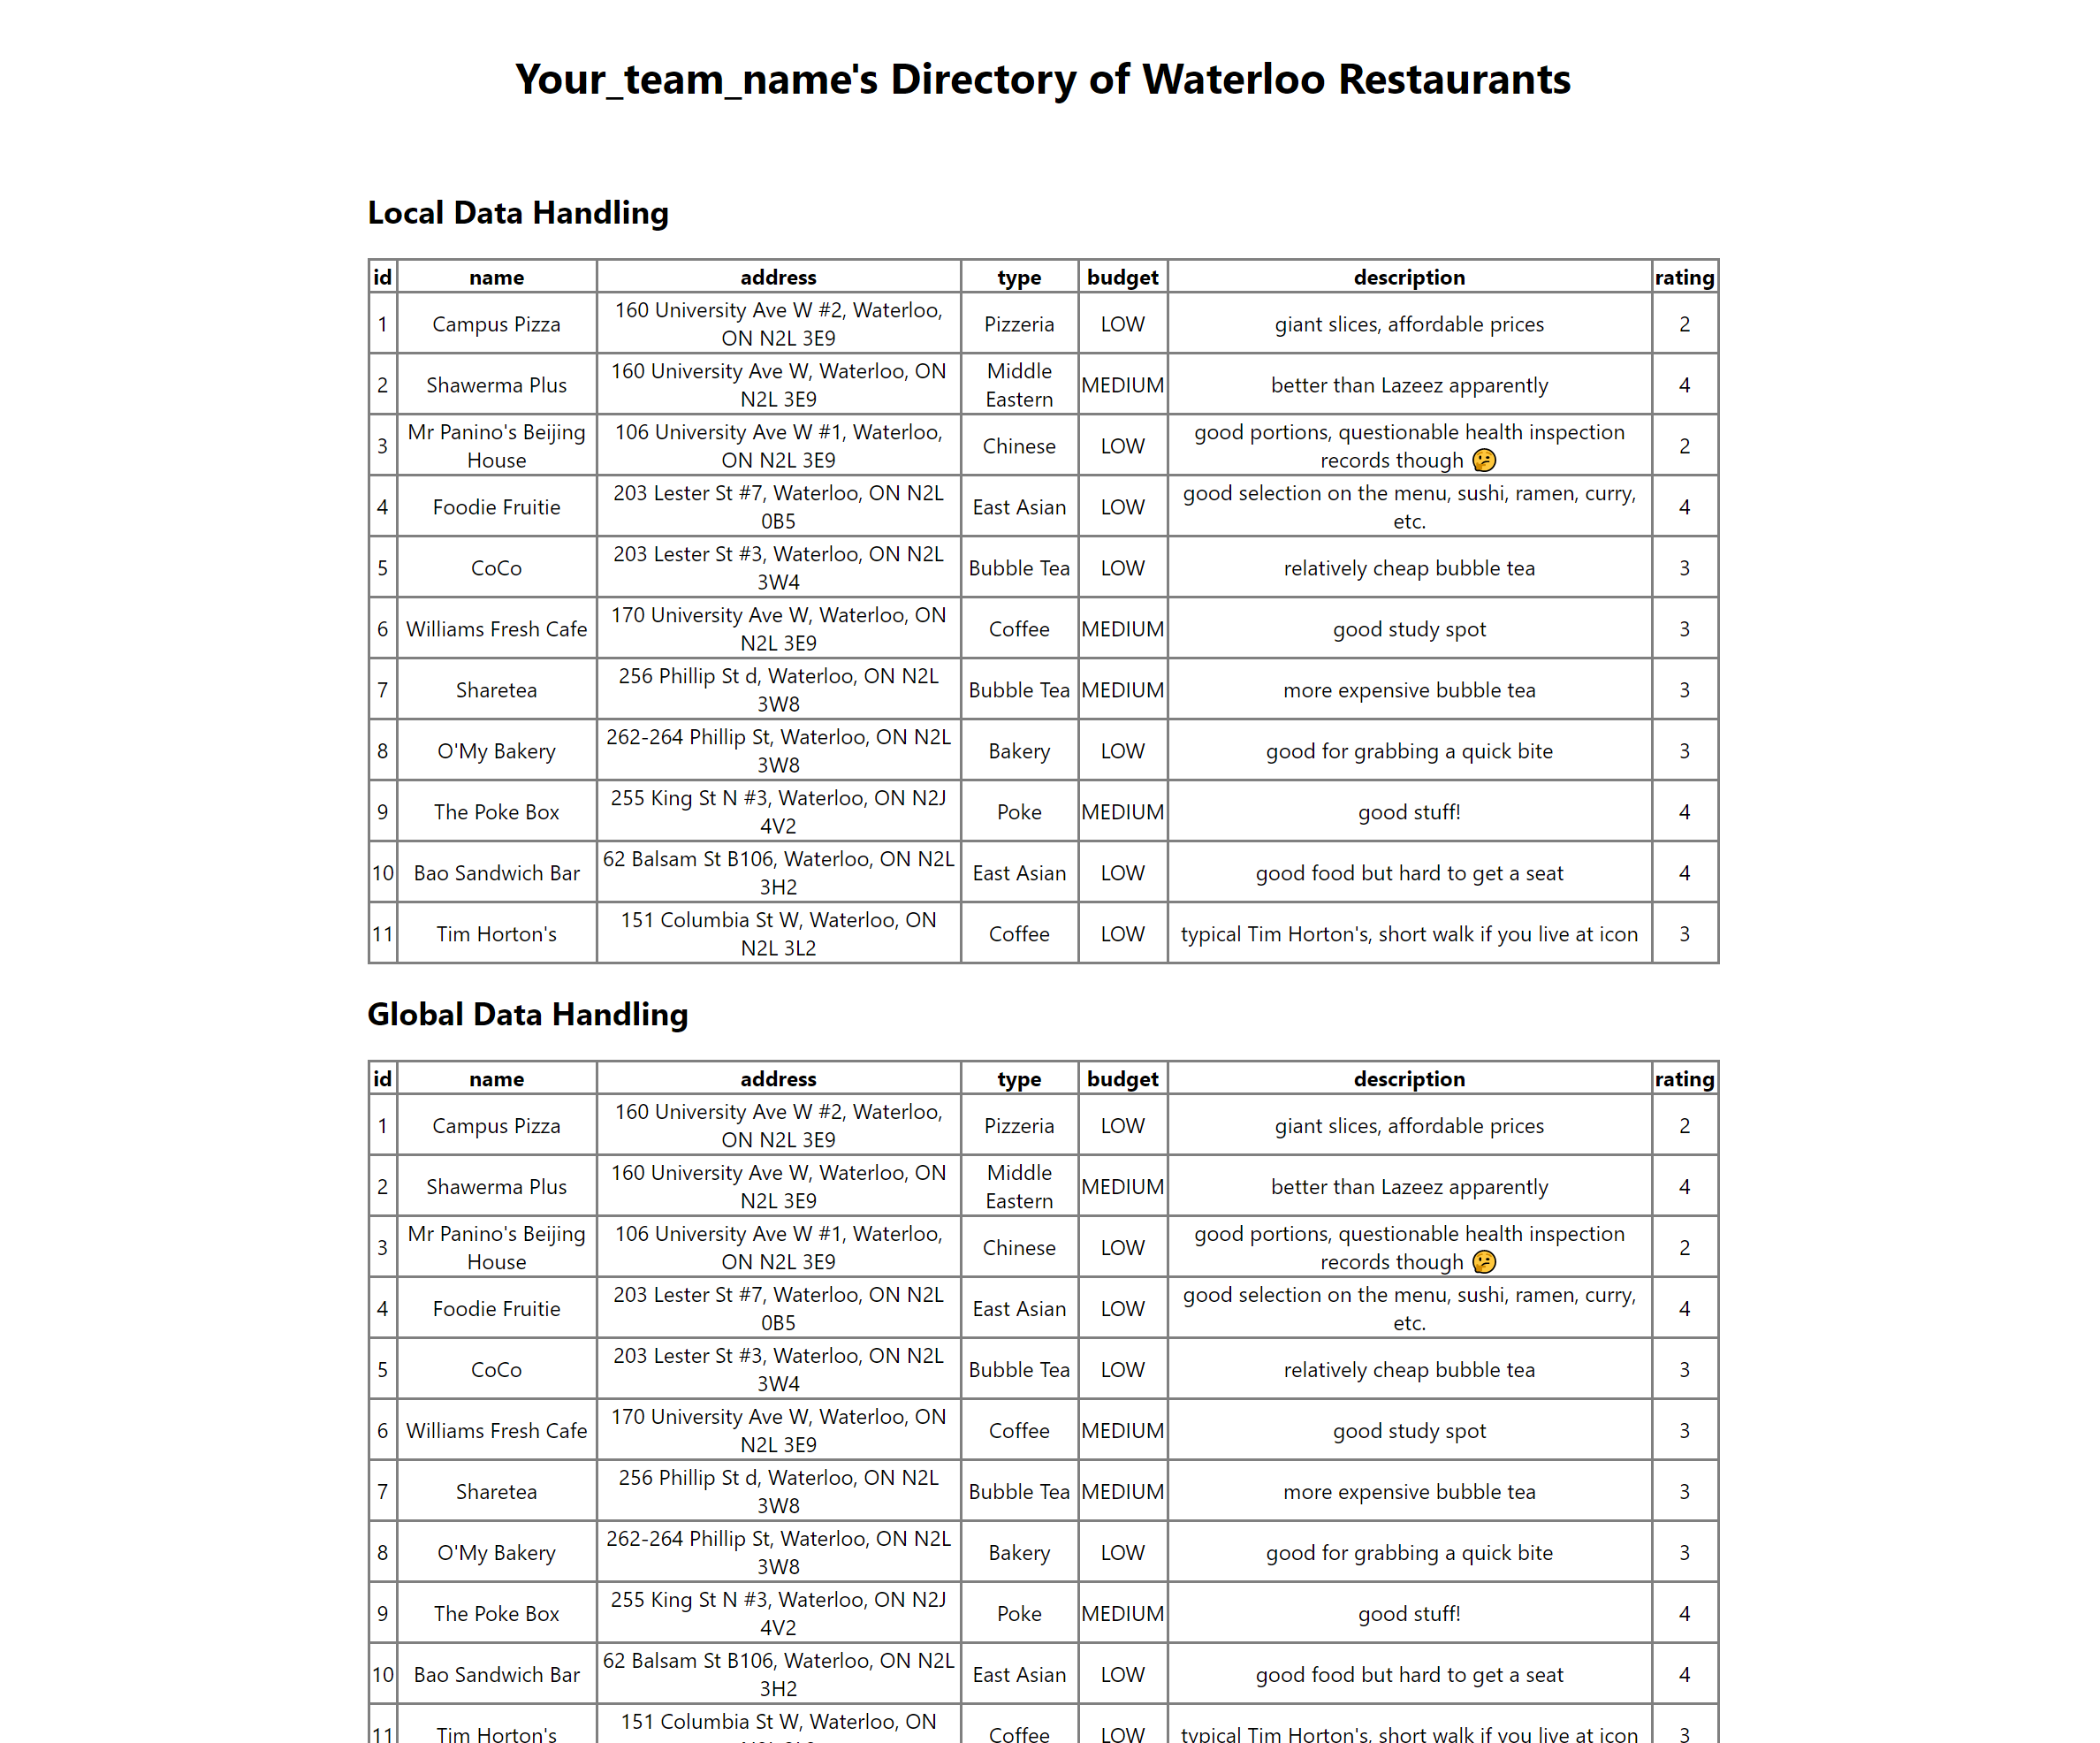 Your_team_name's Directory of Waterloo Restaurants
Local Data Handling
id name address type budget description rating
1 Campus Pizza 160 University Ave W #2, Waterloo, ON N2L 3E9 Pizzeria LOW giant slices, affordable prices 2
2 Shawerma Plus 160 University Ave W, Waterloo, ON N2L 3E9 Middle Eastern MEDIUM better than Lazeez apparently 4
3 Mr Panino's Beijing House 106 University Ave W #1, Waterloo, ON N2L 3E9 Chinese LOW good portions, questionable health inspection records though 🤔 2
4 Foodie Fruitie 203 Lester St #7, Waterloo, ON N2L 0B5 East Asian LOW good selection on the menu, sushi, ramen, curry, etc. 4
5 CoCo 203 Lester St #3, Waterloo, ON N2L 3W4 Bubble Tea LOW relatively cheap bubble tea 3
6 Williams Fresh Cafe 170 University Ave W, Waterloo, ON N2L 3E9 Coffee MEDIUM good study spot 3
7 Sharetea 256 Phillip St d, Waterloo, ON N2L 3W8 Bubble Tea MEDIUM more expensive bubble tea 3
8 O'My Bakery 262-264 Phillip St, Waterloo, ON N2L 3W8 Bakery LOW good for grabbing a quick bite 3
9 The Poke Box 255 King St N #3, Waterloo, ON N2J 4V2 Poke MEDIUM good stuff! 4
10 Bao Sandwich Bar 62 Balsam St B106, Waterloo, ON N2L 3H2 East Asian LOW good food but hard to get a seat 4
11 Tim Horton's 151 Columbia St W, Waterloo, ON N2L 3L2 Coffee LOW typical Tim Horton's, short walk if you live at icon 3
Global Data Handling
id name address type budget description rating
1 Campus Pizza 160 University Ave W #2, Waterloo, ON N2L 3E9 Pizzeria LOW giant slices, affordable prices 2
2 Shawerma Plus 160 University Ave W, Waterloo, ON N2L 3E9 Middle Eastern MEDIUM better than Lazeez apparently 4
3 Mr Panino's Beijing House 106 University Ave W #1, Waterloo, ON N2L 3E9 Chinese LOW good portions, questionable health inspection records though 🤔 2
4 Foodie Fruitie 203 Lester St #7, Waterloo, ON N2L 0B5 East Asian LOW good selection on the menu, sushi, ramen, curry, etc. 4
5 CoCo 203 Lester St #3, Waterloo, ON N2L 3W4 Bubble Tea LOW relatively cheap bubble tea 3
6 Williams Fresh Cafe 170 University Ave W, Waterloo, ON N2L 3E9 Coffee MEDIUM good study spot 3
7 Sharetea 256 Phillip St d, Waterloo, ON N2L 3W8 Bubble Tea MEDIUM more expensive bubble tea 3
8 O'My Bakery 262-264 Phillip St, Waterloo, ON N2L 3W8 Bakery LOW good for grabbing a quick bite 3
9 The Poke Box 255 King St N #3, Waterloo, ON N2J 4V2 Poke MEDIUM good stuff! 4
10 Bao Sandwich Bar 62 Balsam St B106, Waterloo, ON N2L 3H2 East Asian LOW good food but hard to get a seat 4
11 Tim Horton's 151 Columbia St W, Waterloo, ON Coffee LOW typical Tim Horton's, short walk if you live at icon 3